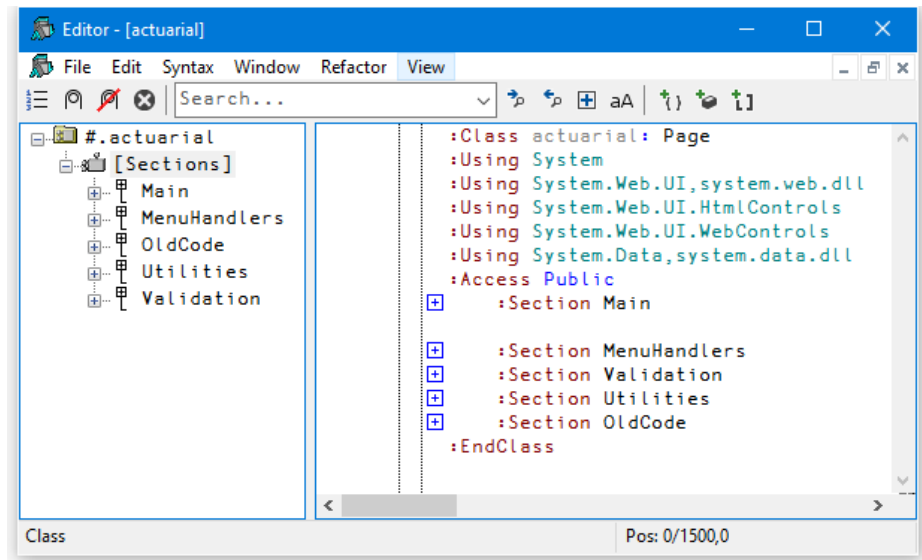 Editor - [actuarial]
File Edit Syntax Window Refactor View
Search... aA
#.actuarial
[Sections]
Main
MenuHandlers
OldCode
Utilities
Validation
:Class actuarial: Page
:Using System
:Using System.Web.UI,system.web.dll
:Using System.Web.UI.HtmlControls
:Using System.Web.UI.WebControls
:Using System.Data,system.data.dll
:Access Public
:Section Main
:Section MenuHandlers
:Section Validation
:Section Utilities
:Section OldCode
:EndClass
Class Pos: 0/1500,0